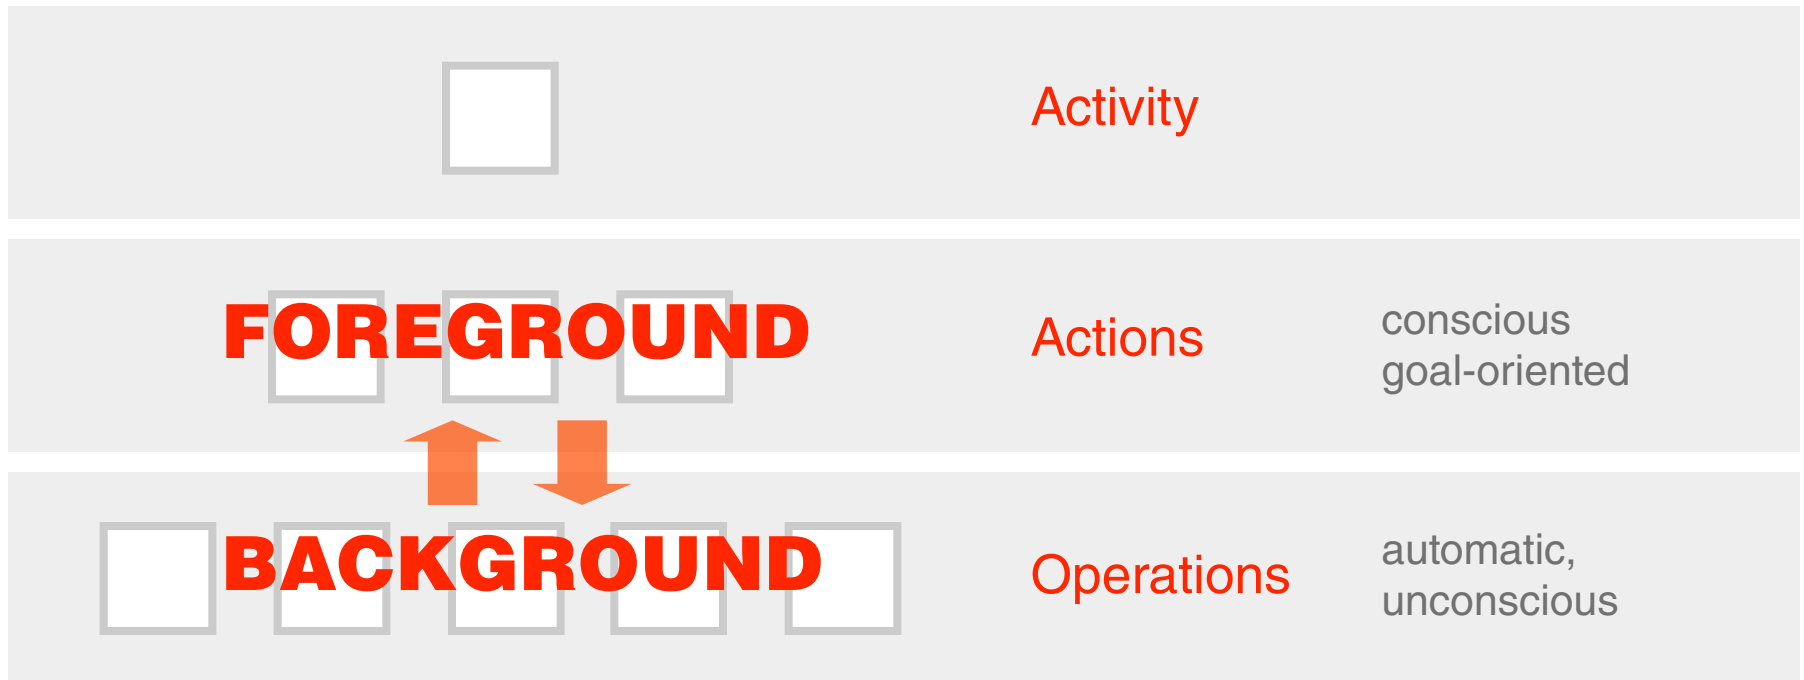 Activity
FOREGROUND
Actions
conscious
goal-oriented
BACKGROUND
Operations
automatic,
unconscious